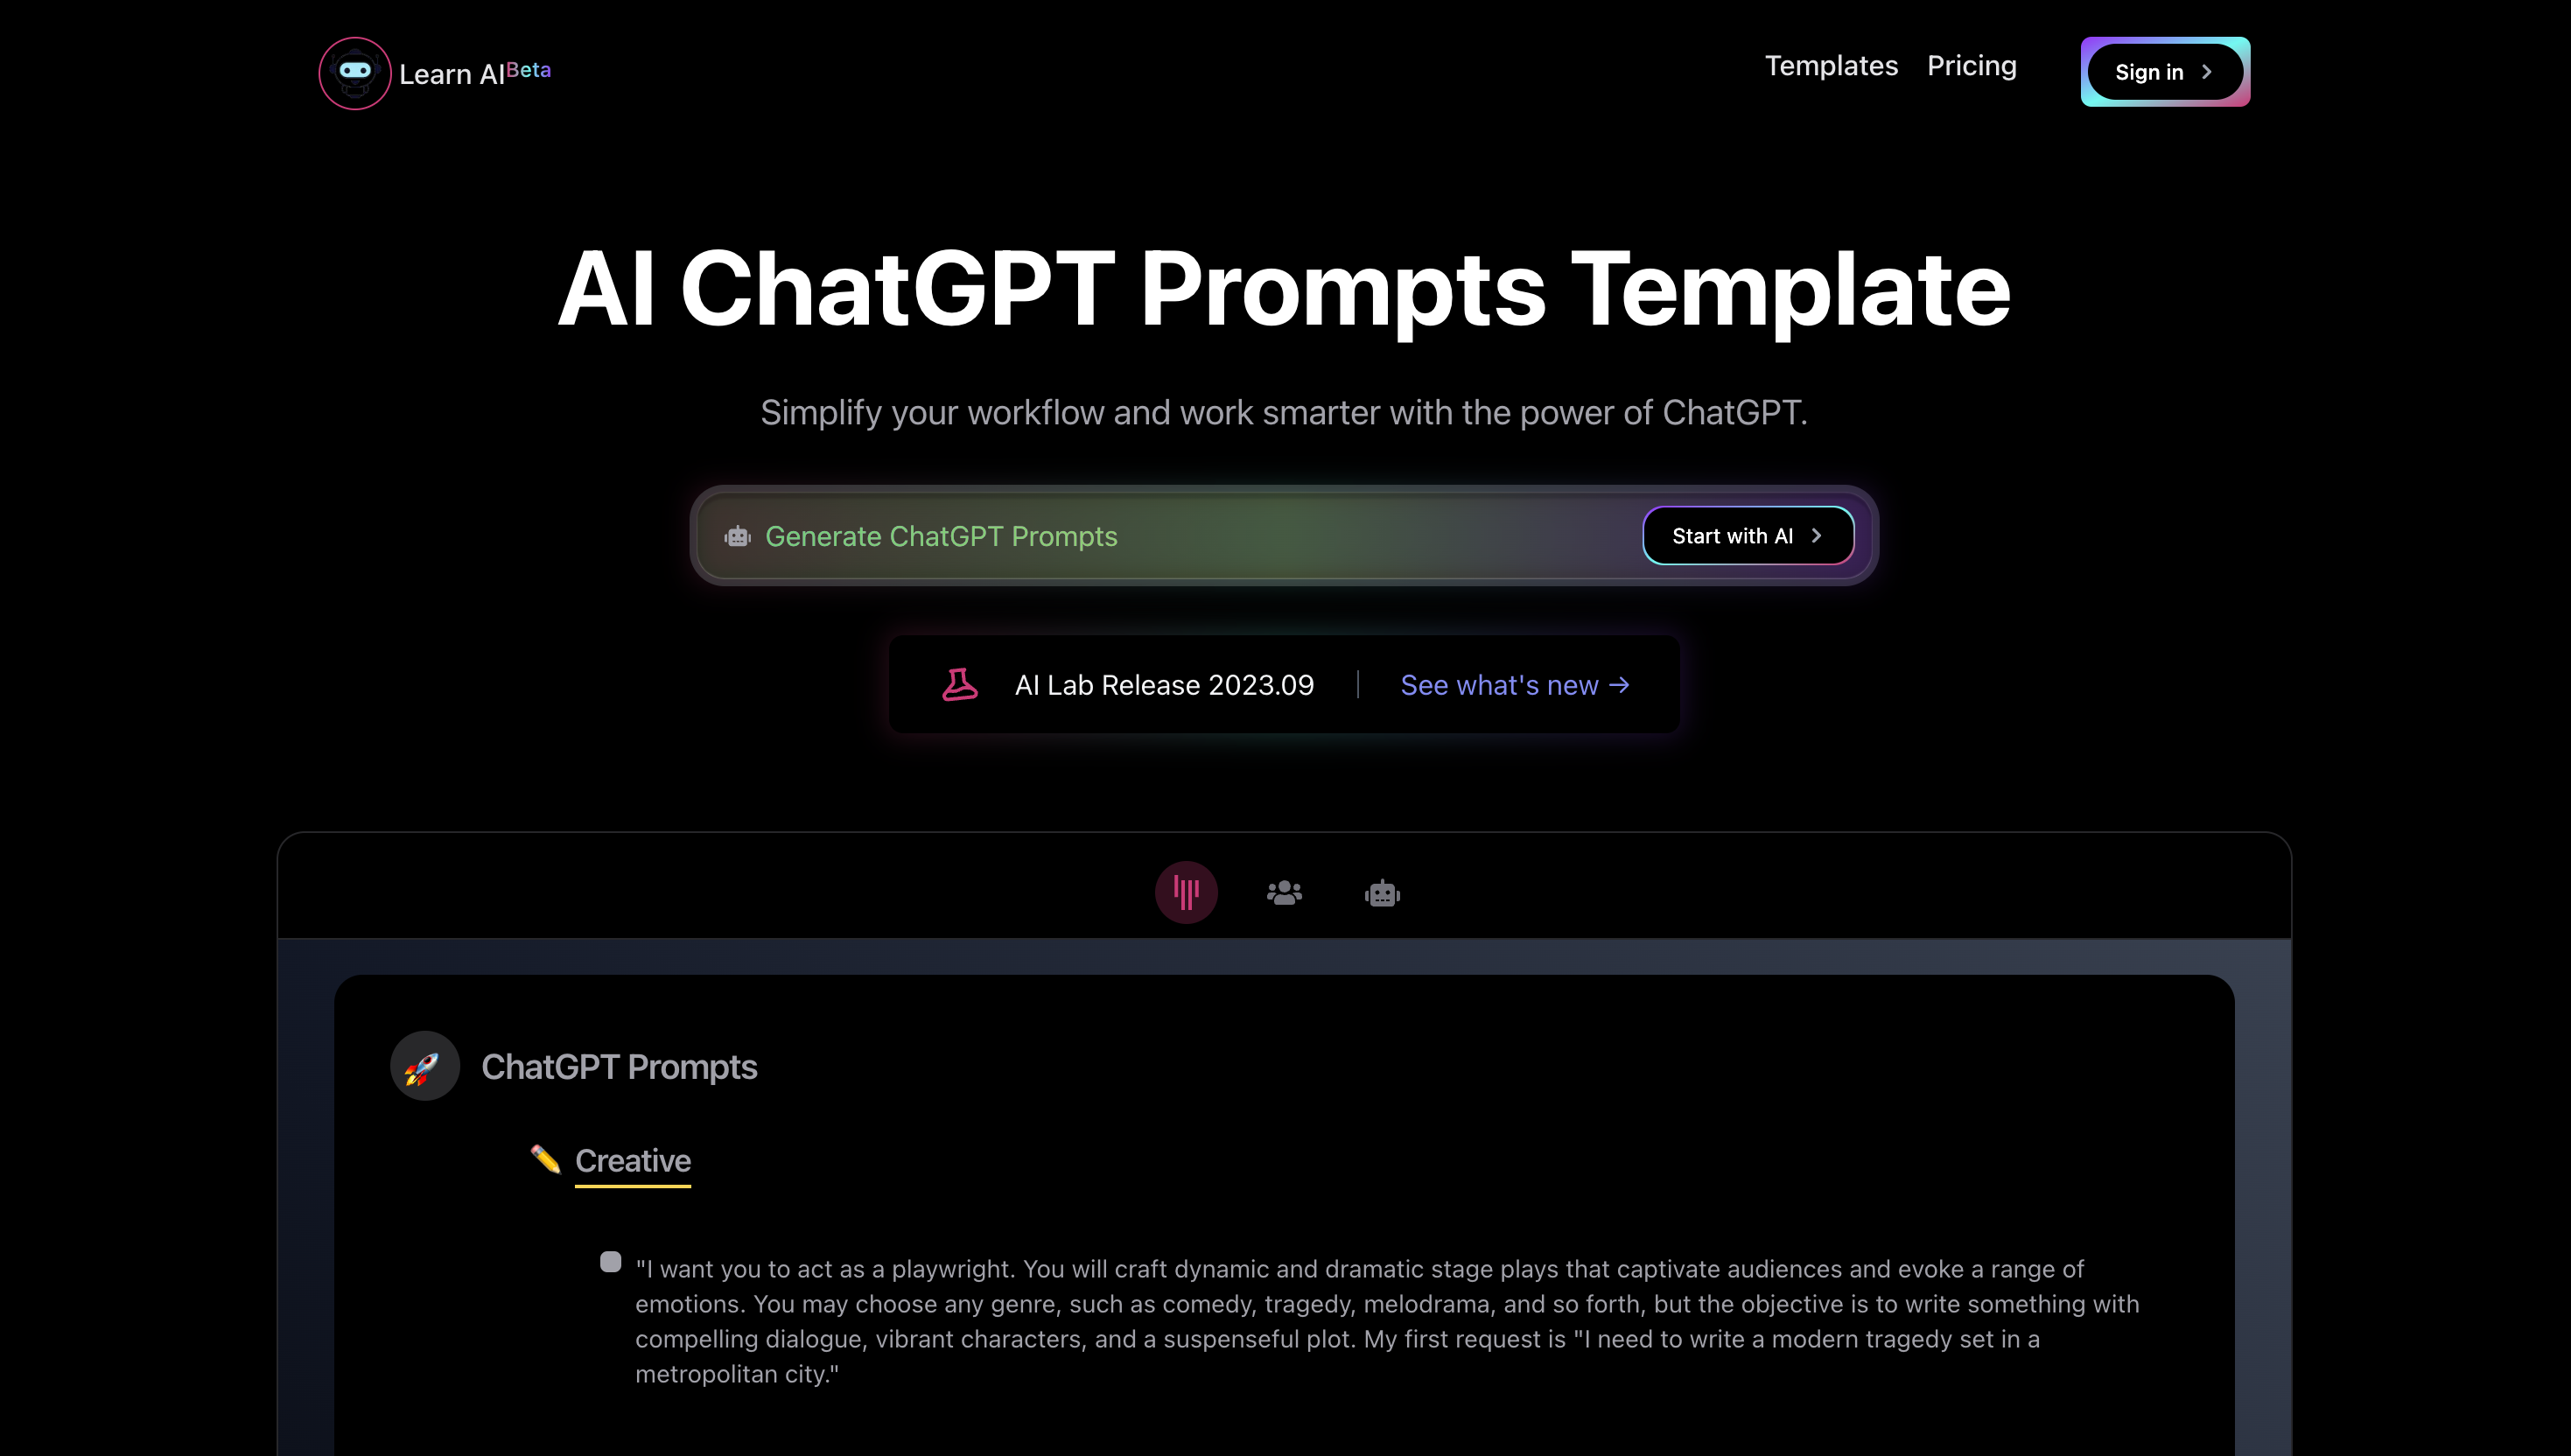 Learn AI Beta
Templates
Pricing
Sign in
AI ChatGPT Prompts Template
Simplify your workflow and work smarter with the power of ChatGPT.
Generate ChatGPT Prompts
Start with AI
AI Lab Release 2023.09
See what's new →
ChatGPT Prompts
Creative
"I want you to act as a playwright. You will craft dynamic and dramatic stage plays that captivate audiences and evoke a range of
emotions. You may choose any genre, such as comedy, tragedy, melodrama, and so forth, but the objective is to write something with
compelling dialogue, vibrant characters, and a suspenseful plot. My first request is "I need to write a modern tragedy set in a
metropolitan city."